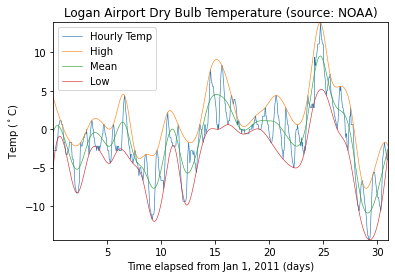 Logan Airport Dry Bulb Temperature (source: NOAA)
Hourly Temp
High
Mean
Low
Temp (°C)
10
5
0
−5
−10
5
10
15
20
25
30
Time elapsed from Jan 1, 2011 (days)